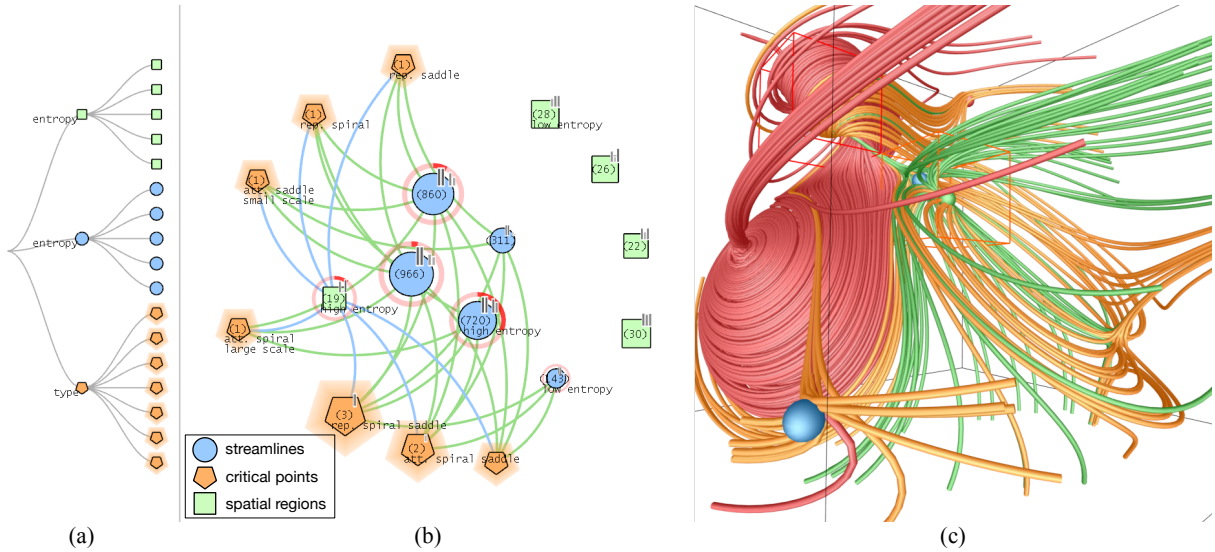 entropy
entropy
type
(1)
rep. saddle
(1)
rep. spiral
(1)
att. saddle
small scale
(28)
low entropy
(26)
(860)
(311)
(22)
(966)
(19)
high entropy
(720)
high entropy
(30)
(1)
att. spiral
large scale
(143)
low entropy
(3)
rep. spiral saddle
(2)
att. spiral saddle
streamlines
critical points
spatial regions
(a)
(b)
(c)